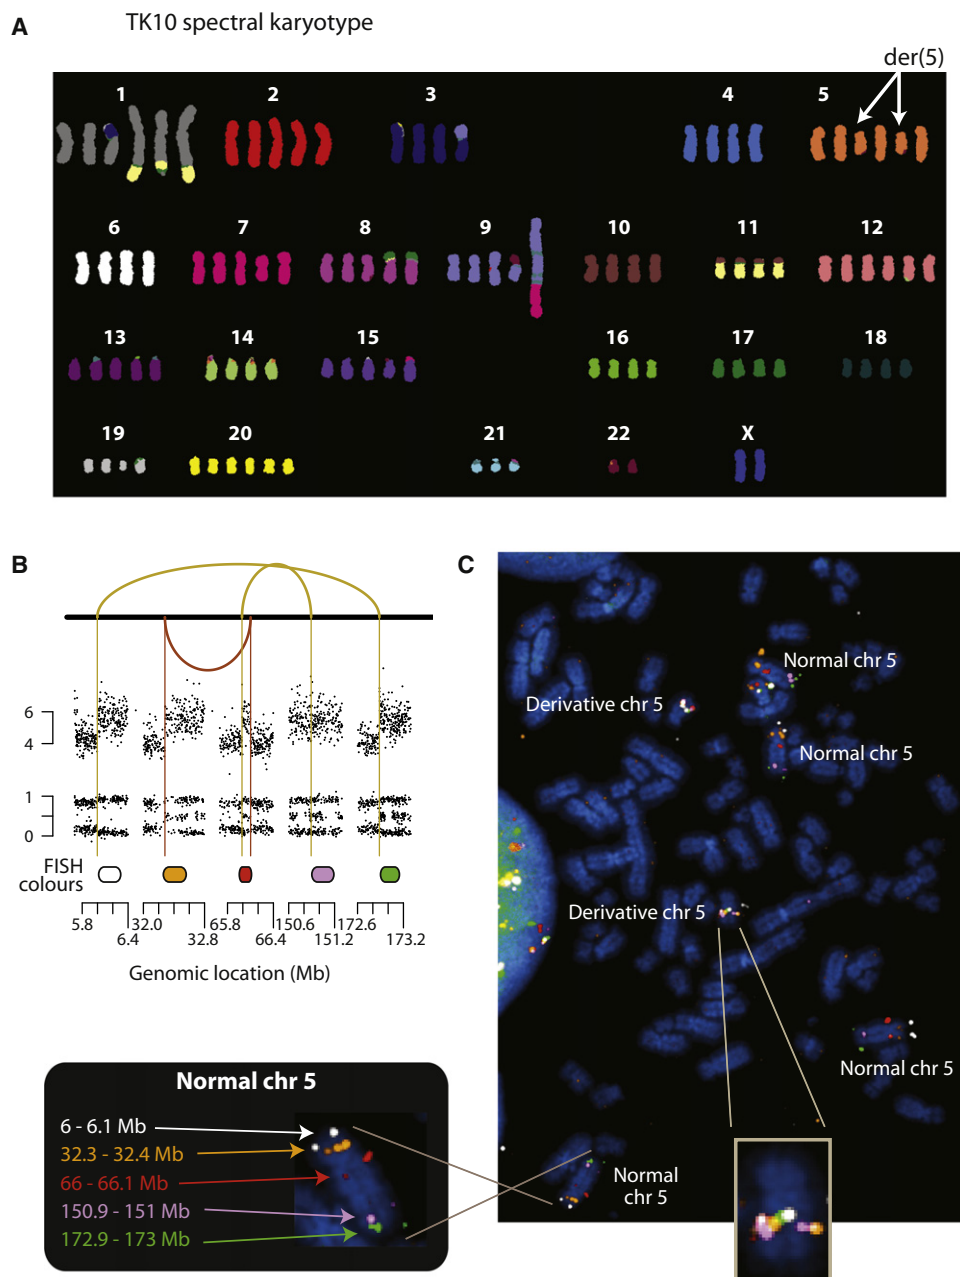 A
TK10 spectral karyotype
der(5)
1
2
3
4
5
6
7
8
9
10
11
12
13
14
15
16
17
18
19
20
21
22
X
B
6
4
1
0
FISH
colours
5.8
32.0
65.8
150.6
172.6
6.4
32.8
66.4
151.2
173.2
Genomic location (Mb)
C
Normal chr 5
Derivative chr 5
Normal chr 5
Derivative chr 5
Normal chr 5
Normal
chr 5
Normal chr 5
6 - 6.1 Mb
32.3 - 32.4 Mb
66 - 66.1 Mb
150.9 - 151 Mb
172.9 - 173 Mb